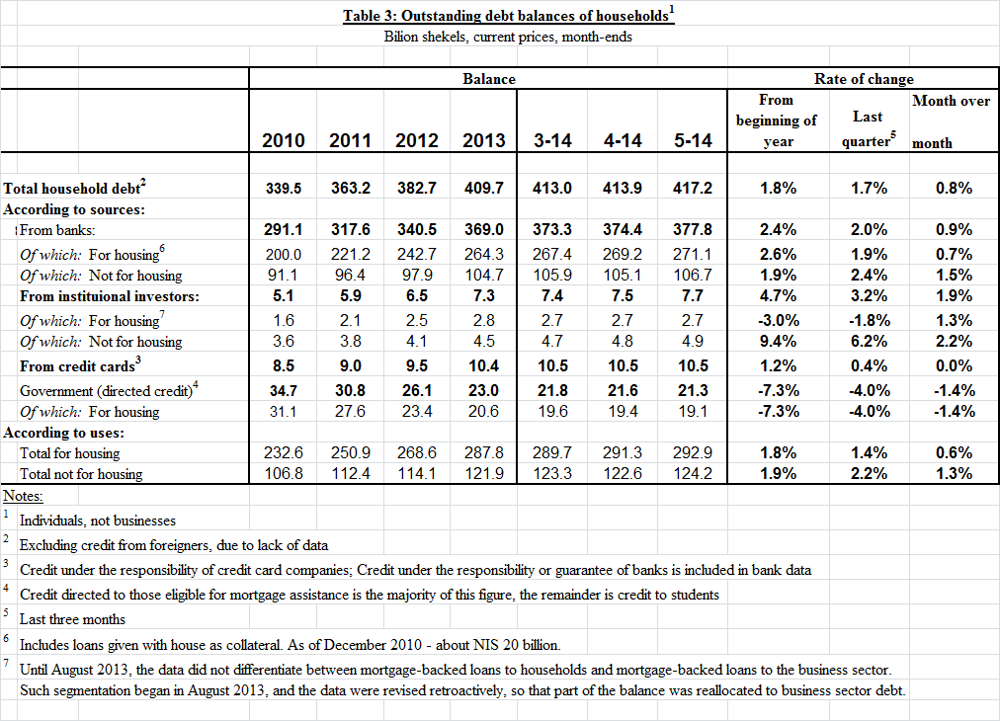 Table 3: Outstanding debt balances of households1
Bilion shekels, current prices, month-ends
Balance Rate of change
2010 2011 2012 2013 3-14 4-14 5-14 From beginning of year Last quarter5 Month over month
Total household debt2 339.5 363.2 382.7 409.7 413.0 413.9 417.2 1.8% 1.7% 0.8%
According to sources:
From banks: 291.1 317.6 340.5 369.0 373.3 374.4 377.8 2.4% 2.0% 0.9%
Of which: For housing6 200.0 221.2 242.7 264.3 267.4 269.2 271.1 2.6% 1.9% 0.7%
Of which: Not for housing 91.1 96.4 97.9 104.7 105.9 105.1 106.7 1.9% 2.4% 1.5%
From instituional investors: 5.1 5.9 6.5 7.3 7.4 7.5 7.7 4.7% 3.2% 1.9%
Of which: For housing7 1.6 2.1 2.5 2.8 2.7 2.7 2.7 -3.0% -1.8% 1.3%
Of which: Not for housing 3.6 3.8 4.1 4.5 4.7 4.8 4.9 9.4% 6.2% 2.2%
From credit cards3 8.5 9.0 9.5 10.4 10.5 10.5 10.5 1.2% 0.4% 0.0%
Government (directed credit)4 34.7 30.8 26.1 23.0 21.8 21.6 21.3 -7.3% -4.0% -1.4%
Of which: For housing 31.1 27.6 23.4 20.6 19.6 19.4 19.1 -7.3% -4.0% -1.4%
According to uses:
Total for housing 232.6 250.9 268.6 287.8 289.7 291.3 292.9 1.8% 1.4% 0.6%
Total not for housing 106.8 112.4 114.1 121.9 123.3 122.6 124.2 1.9% 2.2% 1.3%
Notes:
1 Individuals, not businesses
2 Excluding credit from foreigners, due to lack of data
3 Credit under the responsibility of credit card companies; Credit under the responsibility or guarantee of banks is included in bank data
4 Credit directed to those eligible for mortgage assistance is the majority of this figure, the remainder is credit to students
5 Last three months
6 Includes loans given with house as collateral. As of December 2010 - about NIS 20 billion.
7 Until August 2013, the data did not differentiate between mortgage-backed loans to households and mortgage-backed loans to the business sector.
Such segmentation began in August 2013, and the data were revised retroactively, so that part of the balance was reallocated to business sector debt.